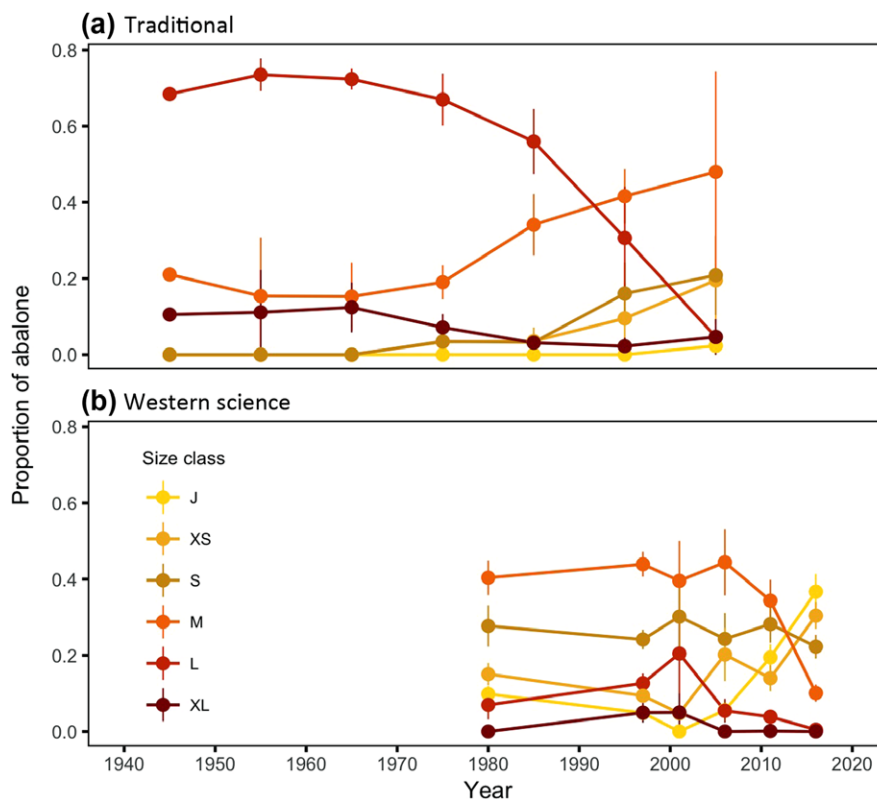 (a) Traditional
0.8
0.6
0.4
0.2
0.0
Proportion of abalone
(b) Western science
0.8
0.6
0.4
0.2
0.0
Size class
J
XS
S
M
L
XL
1940 1950 1960 1970 1980 1990 2000 2010 2020
Year